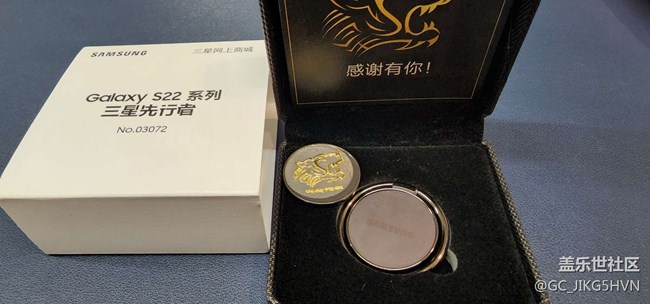 SAMSUNG
三星网上商城
Galaxy S22 系列
三星先行者
No.03072
感谢有你!
SAMSUNG
盖乐世社区
@GC_JIKG5HVN